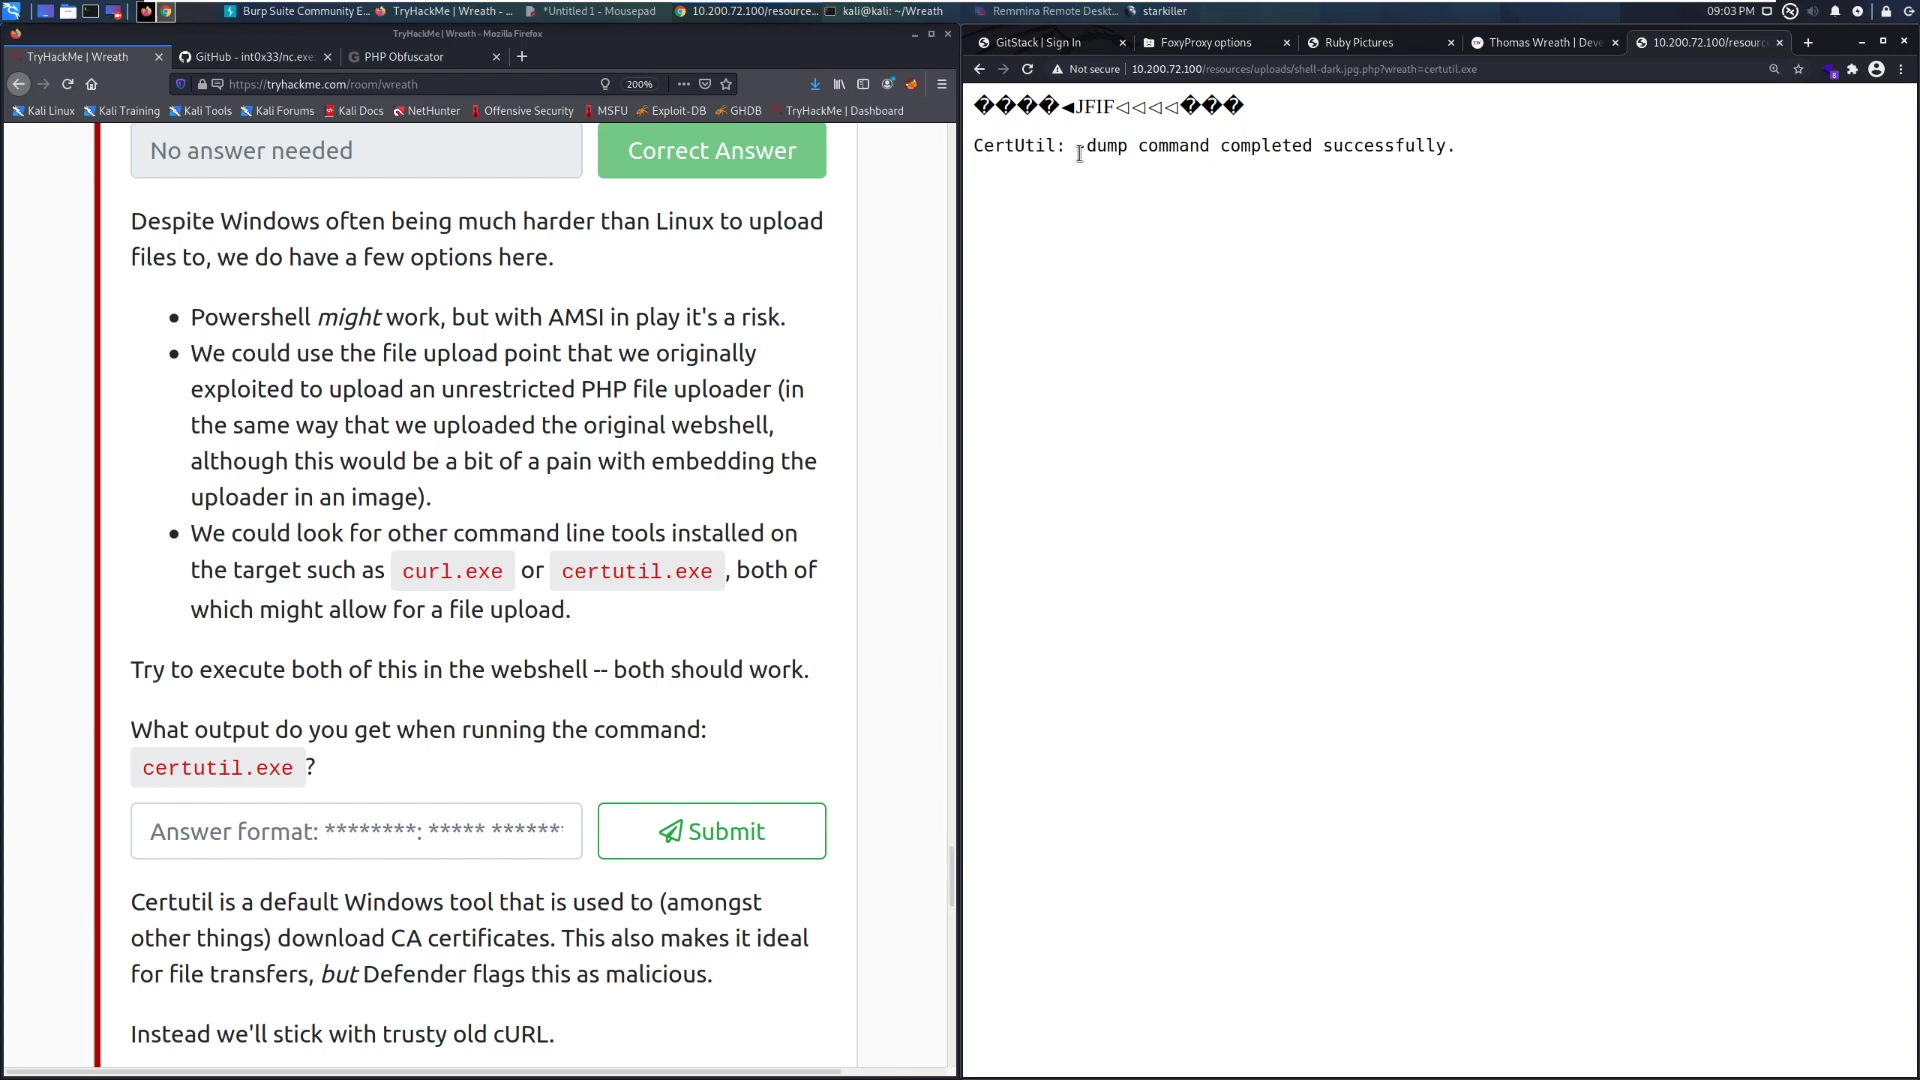 Burp Suite Community E...
TryHackMe | Wreath - ...
*Untitled 1 - Mousepad
10.200.72.100/resource...
kali@kali: ~/Wreath
Remmina Remote Deskt...
starkiller
09:03 PM
TryHackMe | Wreath - Mozilla Firefox
TryHackMe | Wreath
GitHub - int0x33/nc.exe:
PHP Obfuscator
https://tryhackme.com/room/wreath
200%
Kali Linux
Kali Training
Kali Tools
Kali Forums
Kali Docs
NetHunter
Offensive Security
MSFU
Exploit-DB
GHDB
TryHackMe | Dashboard
No answer needed
Correct Answer
Despite Windows often being much harder than Linux to upload
files to, we do have a few options here.
• Powershell might work, but with AMSI in play it's a risk.
• We could use the file upload point that we originally
exploited to upload an unrestricted PHP file uploader (in
the same way that we uploaded the original webshell,
although this would be a bit of a pain with embedding the
uploader in an image).
• We could look for other command line tools installed on
the target such as curl.exe or certutil.exe, both of
which might allow for a file upload.
Try to execute both of this in the webshell -- both should work.
What output do you get when running the command:
certutil.exe?
Answer format: ********: ***** ******
Submit
Certutil is a default Windows tool that is used to (amongst
other things) download CA certificates. This also makes it ideal
for file transfers, but Defender flags this as malicious.
Instead we'll stick with trusty old cURL.
GitStack | Sign In
FoxyProxy options
Ruby Pictures
Thomas Wreath | Deve
10.200.72.100/resourc
Not secure
10.200.72.100/resources/uploads/shell-dark.jpg.php?wreath=certutil.exe
����◄JFIF◁◁◁◁���
CertUtil: -dump command completed successfully.